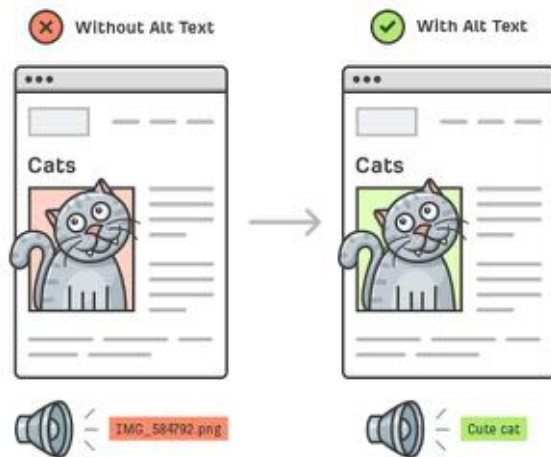 Without Alt Text
With Alt Text
Cats
Cats
IMG_584792.png
Cute cat